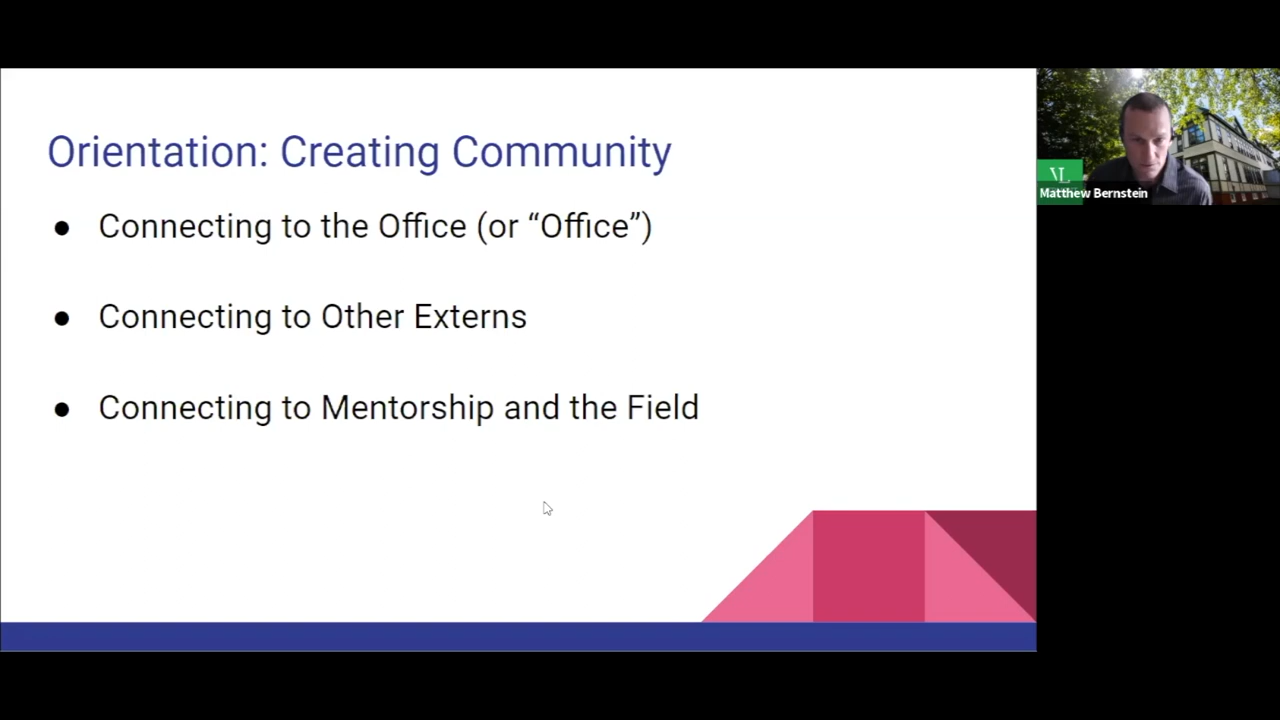 Orientation: Creating Community
● Connecting to the Office (or “Office”)
● Connecting to Other Externs
● Connecting to Mentorship and the Field
VL
Matthew Bernstein